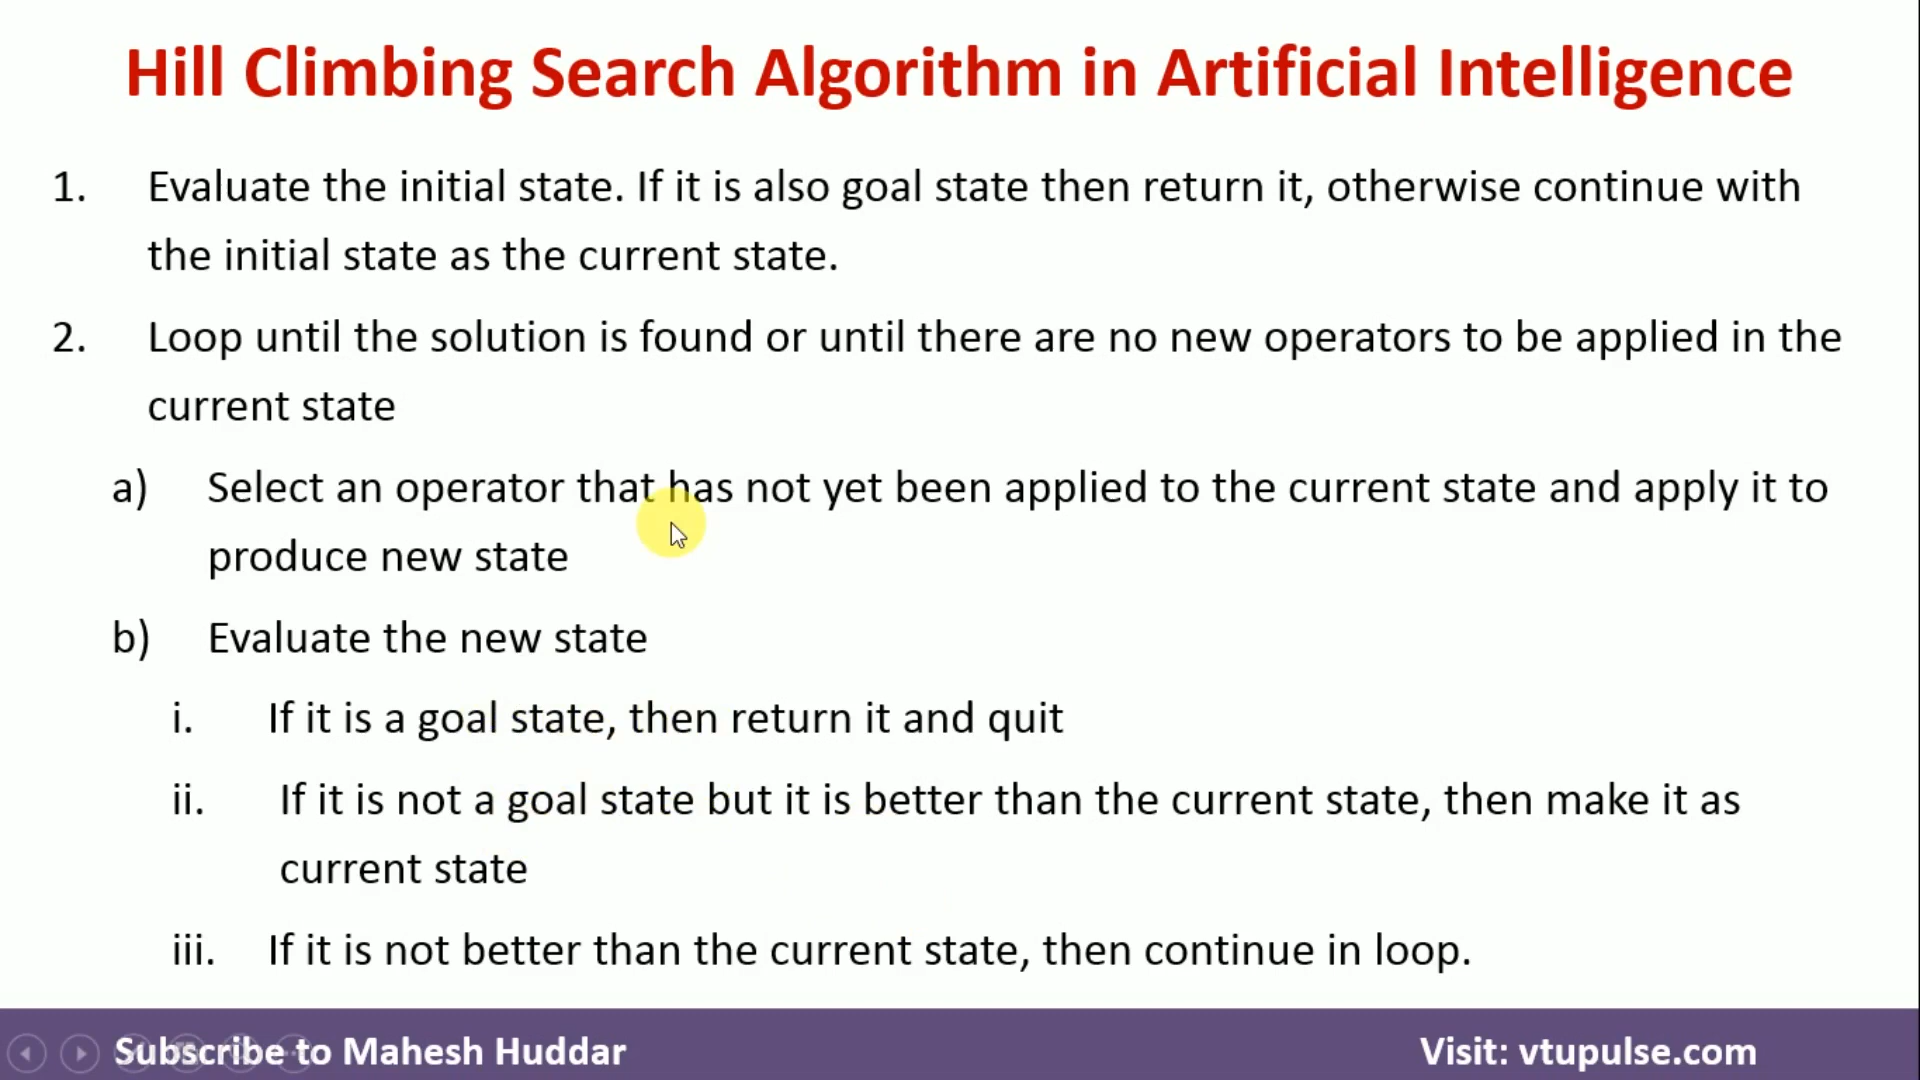 Hill Climbing Search Algorithm in Artificial Intelligence
1. Evaluate the initial state. If it is also goal state then return it, otherwise continue with
the initial state as the current state.
2. Loop until the solution is found or until there are no new operators to be applied in the
current state
a) Select an operator that has not yet been applied to the current state and apply it to
produce new state
b) Evaluate the new state
i. If it is a goal state, then return it and quit
ii. If it is not a goal state but it is better than the current state, then make it as
current state
iii. If it is not better than the current state, then continue in loop.
Subscribe to Mahesh Huddar
Visit: vtupulse.com